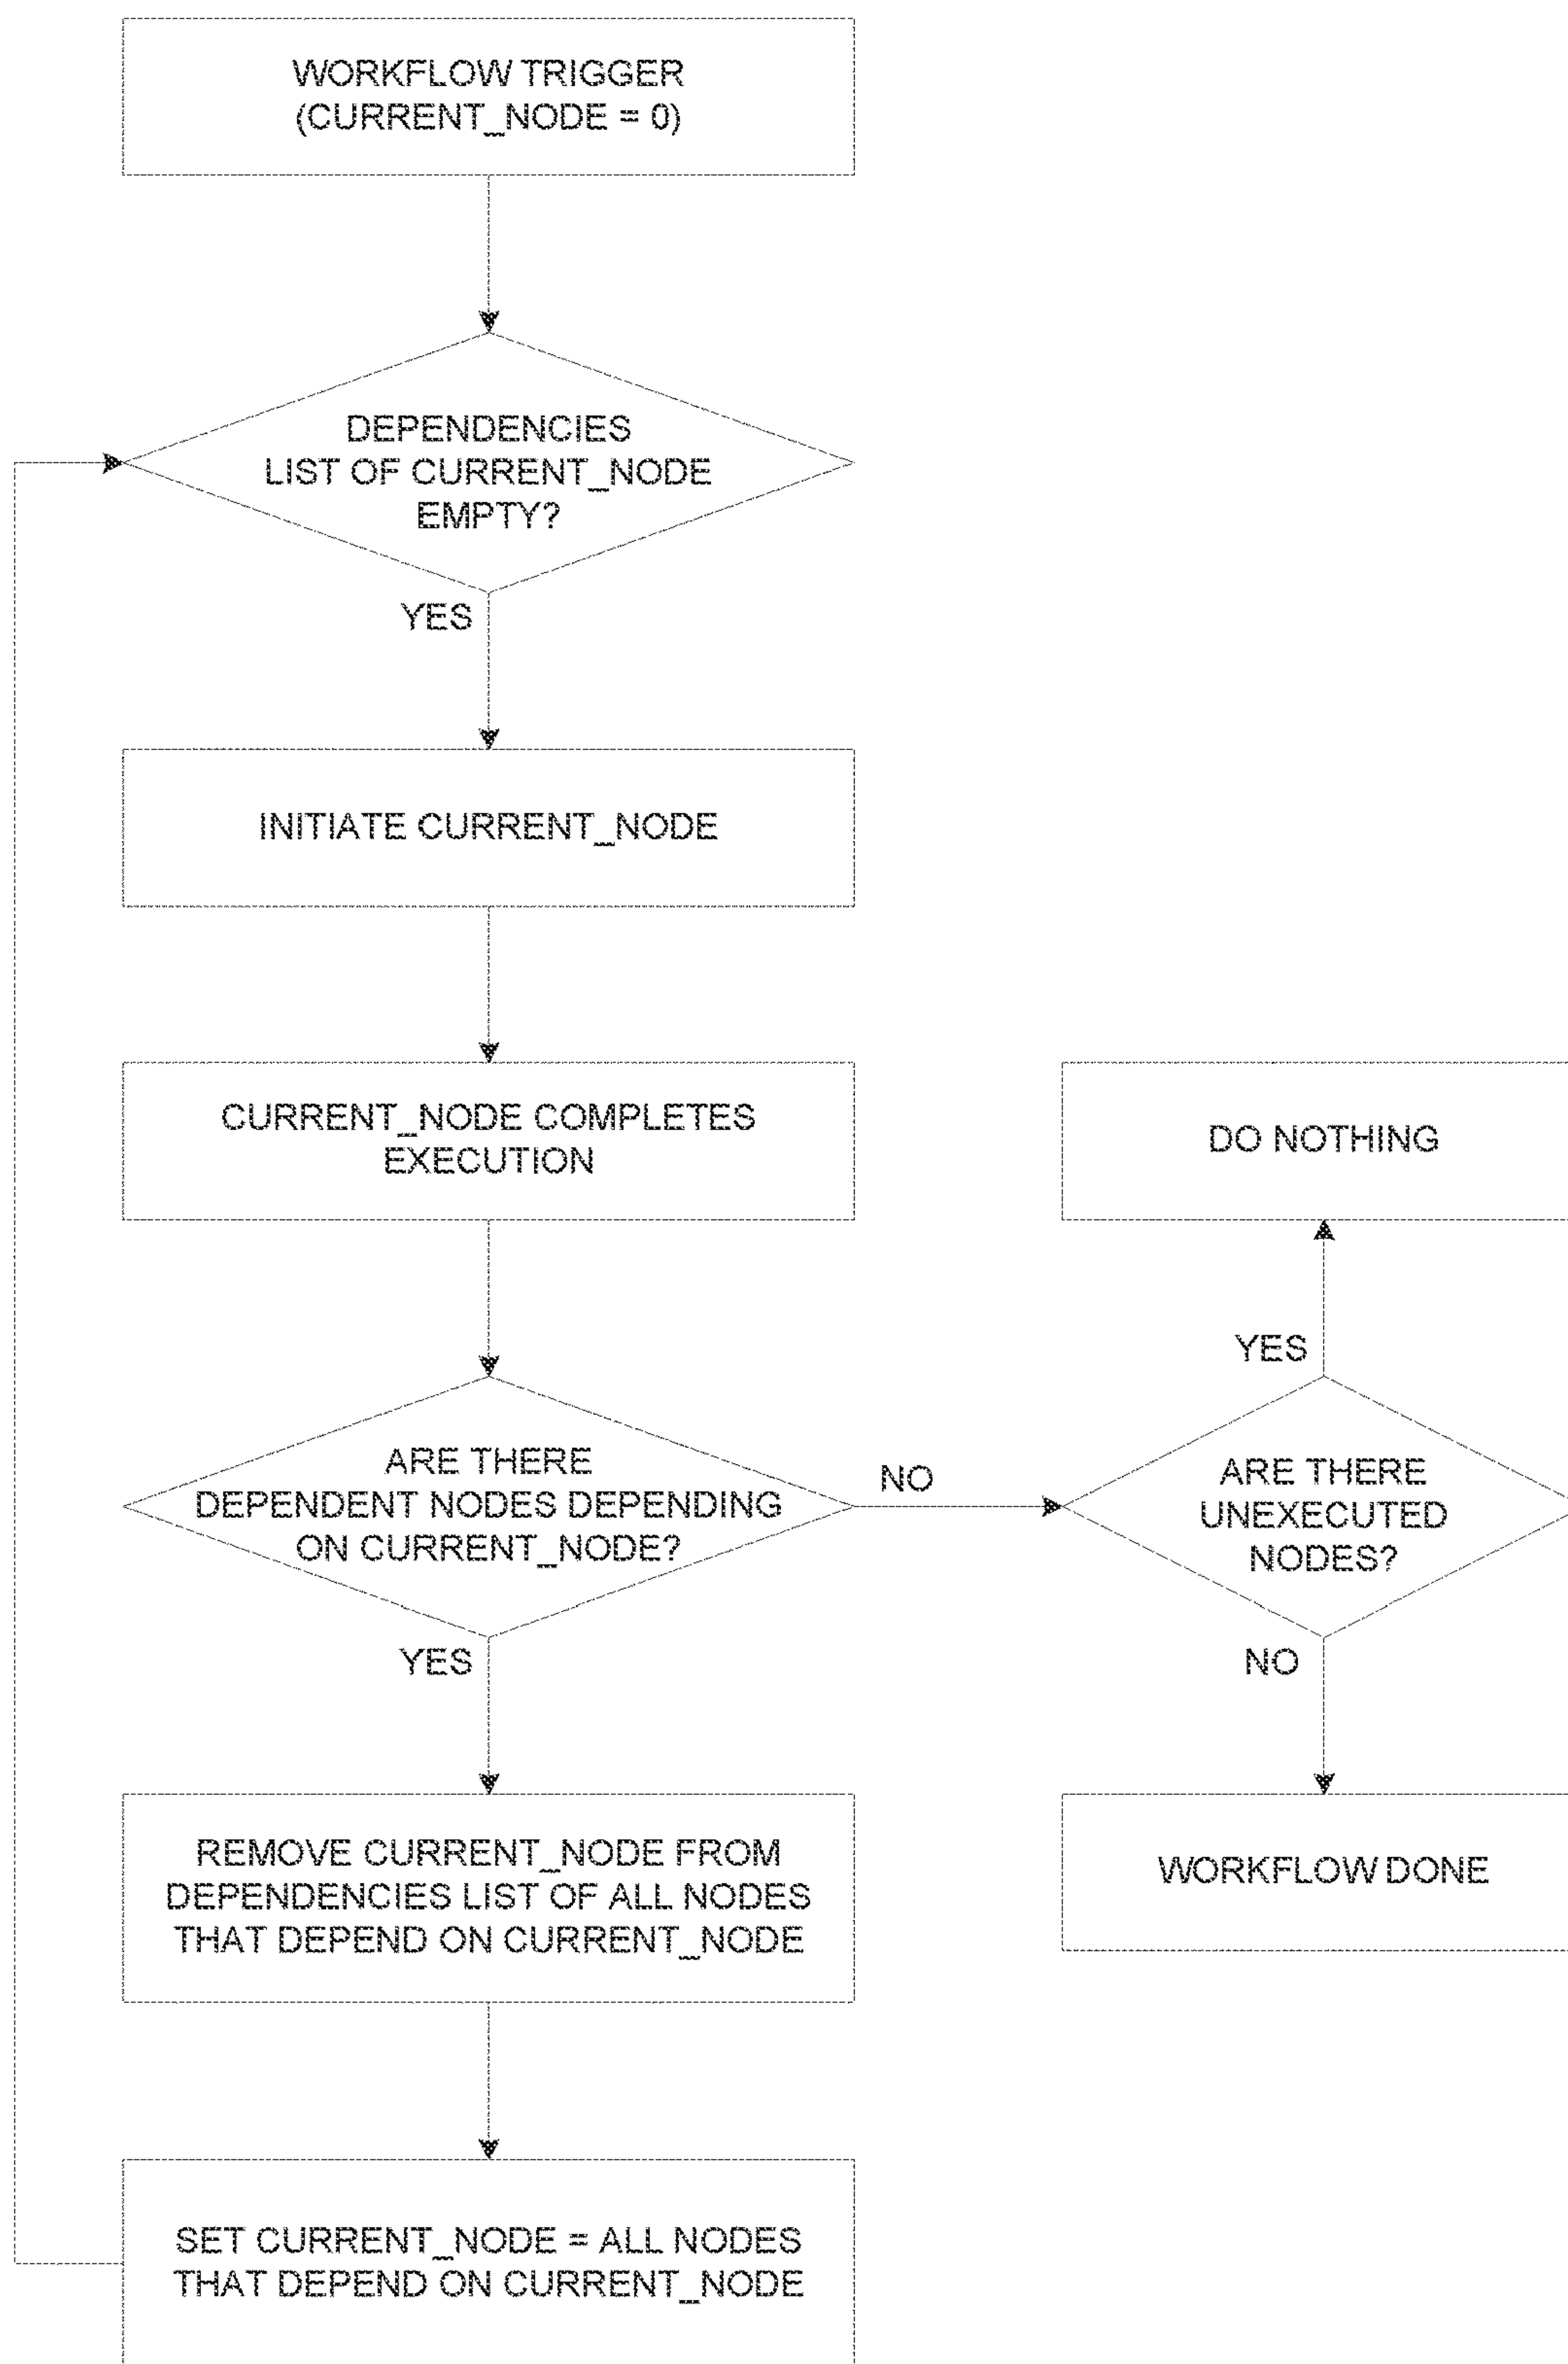 WORKFLOW TRIGGER
(CURRENT_NODE = 0)
DEPENDENCIES
LIST OF CURRENT_NODE
EMPTY?
YES
INITIATE CURRENT_NODE
CURRENT_NODE COMPLETES
EXECUTION
DO NOTHING
YES
ARE THERE
DEPENDENT NODES DEPENDING
ON CURRENT_NODE?
NO
ARE THERE
UNEXECUTED
NODES?
YES
NO
REMOVE CURRENT_NODE FROM
DEPENDENCIES LIST OF ALL NODES
THAT DEPEND ON CURRENT_NODE
WORKFLOW DONE
SET CURRENT_NODE = ALL NODES
THAT DEPEND ON CURRENT_NODE